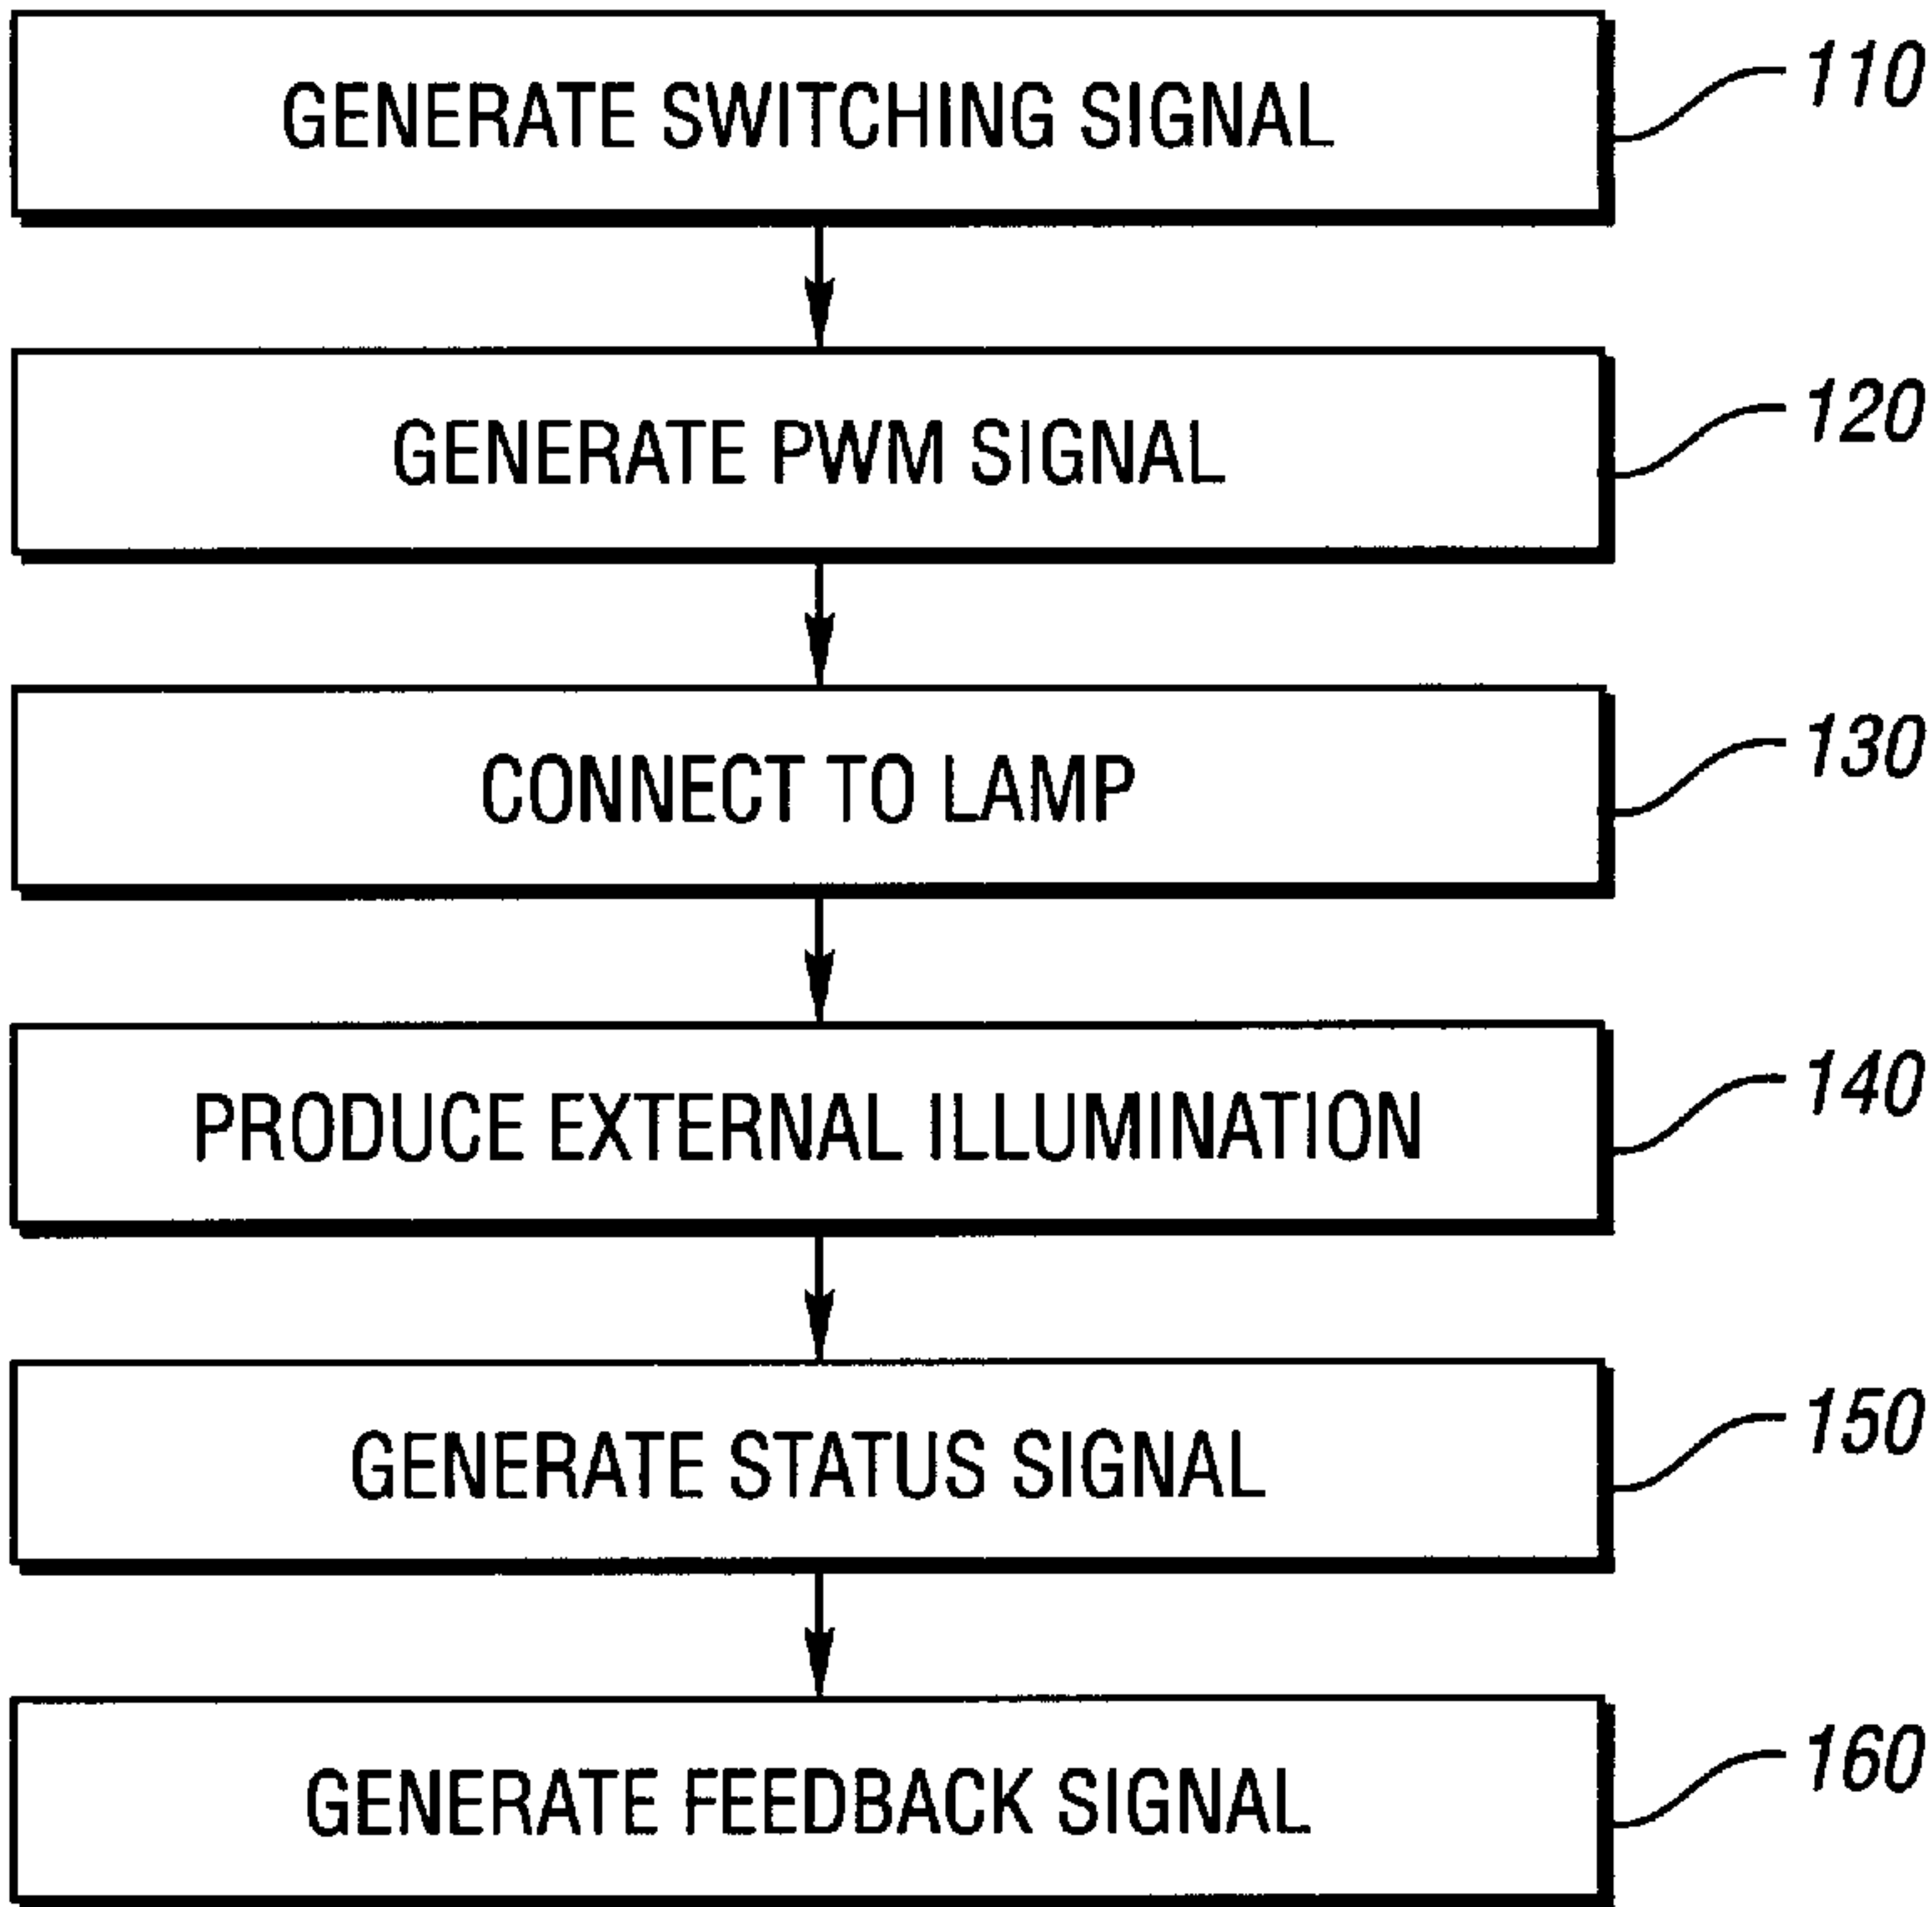 GENERATE SWITCHING SIGNAL
110
GENERATE PWM SIGNAL
120
CONNECT TO LAMP
130
PRODUCE EXTERNAL ILLUMINATION
140
GENERATE STATUS SIGNAL
150
GENERATE FEEDBACK SIGNAL
160